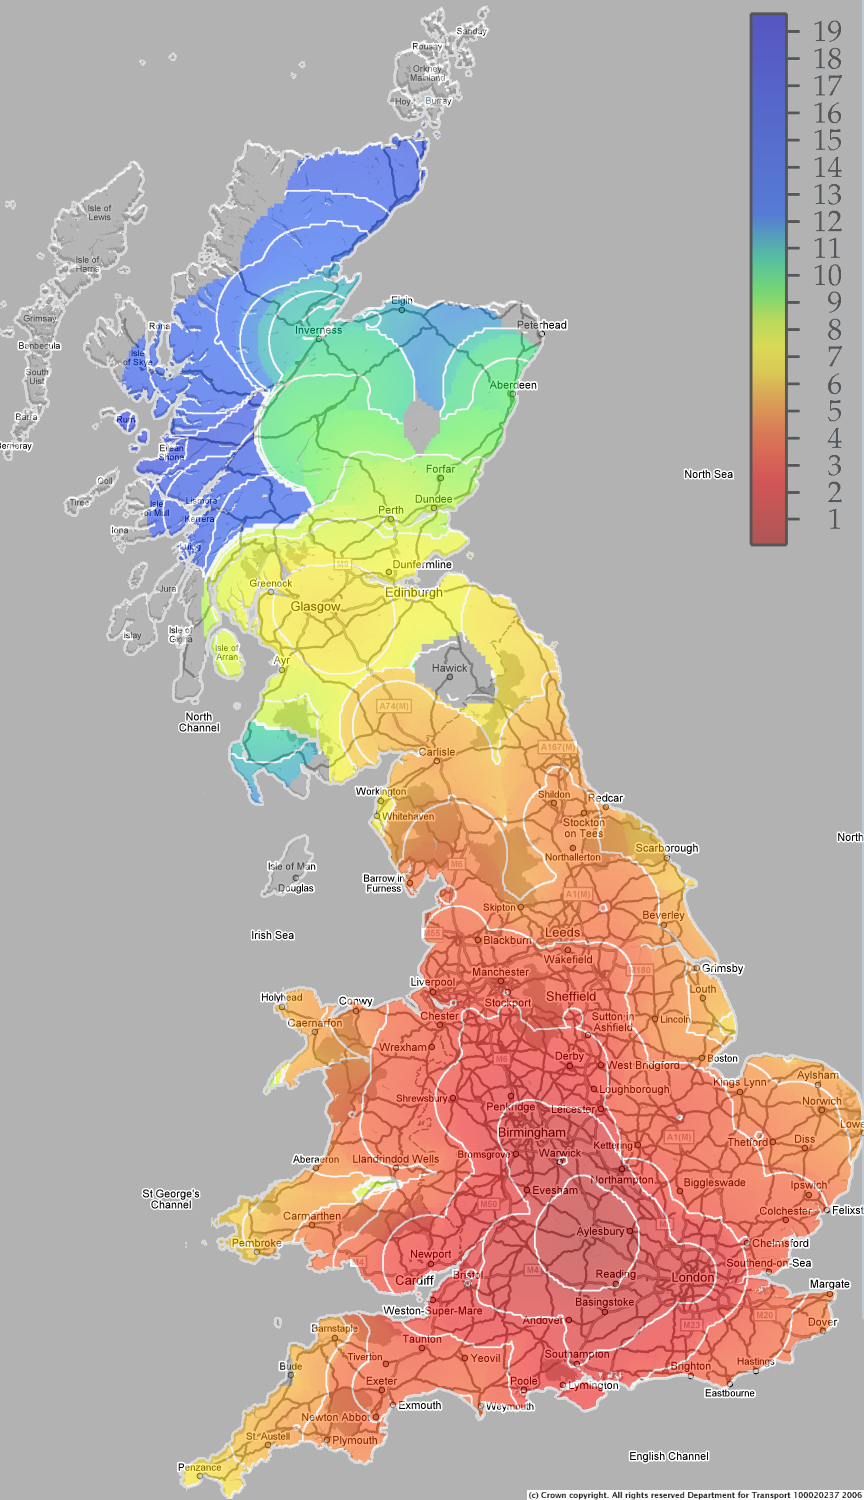 Sanday
Rousay
Orkney
Mainland
Hoy
Burray
19
18
17
16
15
14
13
12
11
10
9
8
7
6
5
4
3
2
1
Isle of
Lewis
Isle of
Harris
Grimsay
Benbecula
South
Uist
Barra
Berneray
Rona
Isle
of Skye
Rum
Eilean
Shona
Coll
Tiree
Isle
of Mull
Lismore
Kerrera
Iona
Luing
Jura
Islay
Isle of
Gigha
Isle of
Arran
Elgin
Inverness
Peterhead
Aberdeen
Forfar
Dundee
Perth
North Sea
M9
Dunfermline
Greenock
Edinburgh
Glasgow
Ayr
Hawick
North
Channel
A74(M)
A167(M)
Carlisle
Workington
Whitehaven
Shildon
Redcar
Stockton
on Tees
Northallerton
Scarborough
North
Isle of Man
Douglas
M6
Barrow in
Furness
A1(M)
Skipton
Beverley
Irish Sea
M55
Blackburn
Leeds
Wakefield
M180
Grimsby
Liverpool
Manchester
Stockport
Sheffield
Louth
Holyhead
Conwy
Caernarfon
Chester
Sutton in
Ashfield
Lincoln
Wrexham
M6
Derby
West Bridgford
Boston
Loughborough
Kings Lynn
Aylsham
Shrewsbury
Penkridge
Leicester
Norwich
Lowe
Birmingham
A1(M)
Thetford
Diss
Kettering
Bromsgrove
Warwick
Aberaeron
Llandrindod Wells
Northampton
Biggleswade
Ipswich
St George's
Channel
Evesham
Felixst
Carmarthen
M50
Colchester
Aylesbury
M1
Pembroke
Newport
M4
Chelmsford
Cardiff
Bristol
M4
Reading
London
Southend-on-Sea
Margate
Weston-Super-Mare
Basingstoke
Andover
M20
Dover
M23
Barnstaple
Taunton
Tiverton
Yeovil
Southampton
Hastings
Bude
Brighton
Exeter
Poole
Lymington
Eastbourne
Exmouth
Weymouth
Newton Abbot
St. Austell
Plymouth
Penzance
English Channel
(c) Crown copyright. All rights reserved Department for Transport 100020237 2006